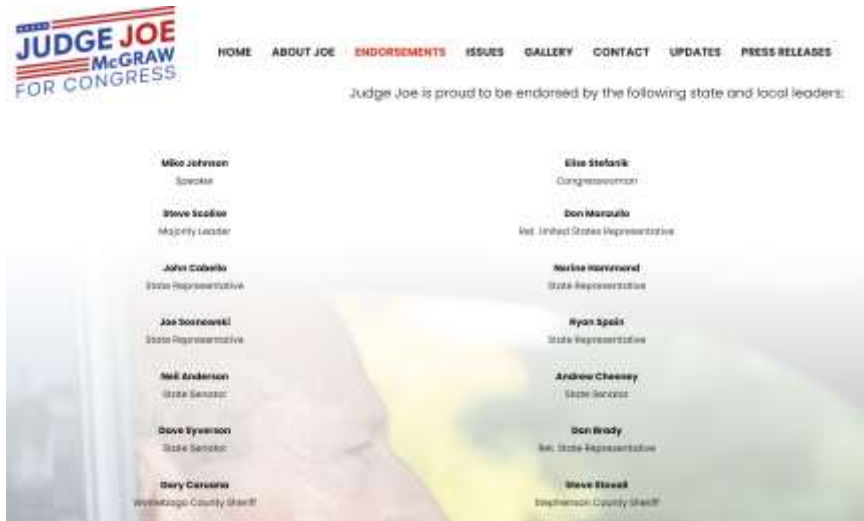 JUDGE JOE
McGRAW
FOR CONGRESS
HOME ABOUT JOE ENDORSEMENTS ISSUES GALLERY CONTACT UPDATES PRESS RELEASES
Judge Joe is proud to be endorsed by the following state and local leaders:
Mike Johnson
Speaker
Elise Stefanik
Congresswoman
Steve Scalise
Majority Leader
Don Manzullo
Ret. United States Representative
John Cabello
State Representative
Norine Hammond
State Representative
Joe Sosnowski
State Representative
Ryan Spain
State Representative
Neil Anderson
State Senator
Andrew Chesney
State Senator
Dave Syverson
State Senator
Dan Brady
Ret. State Representative
Gary Caruana
Winnebago County Sheriff
Steve Stovall
Stephenson County Sheriff